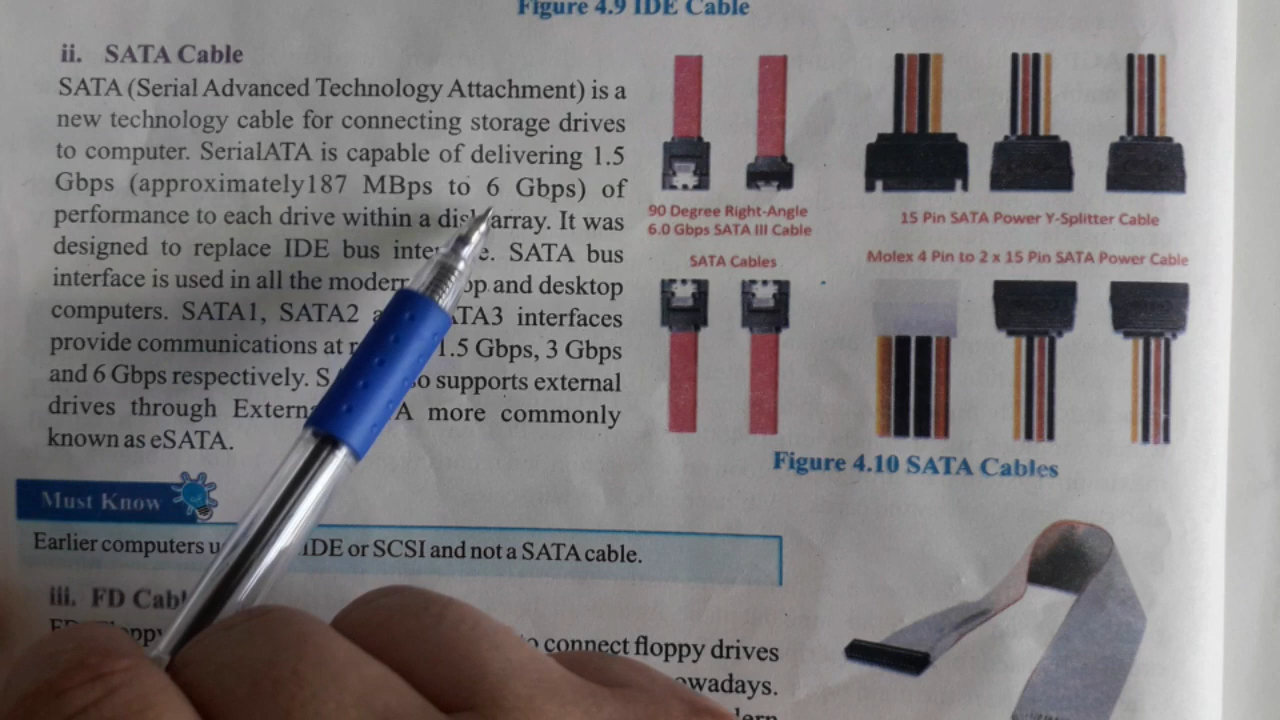 Figure 4.9 IDE Cable
ii. SATA Cable
SATA (Serial Advanced Technology Attachment) is a
new technology cable for connecting storage drives
to computer. SerialATA is capable of delivering 1.5
Gbps (approximately187 MBps to 6 Gbps) of
performance to each drive within a disk array. It was
designed to replace IDE bus SATA bus
interface is used in all the modern and desktop
computers. SATA1, SATA2 interfaces
provide communications at 1.5 Gbps, 3 Gbps
and 6 Gbps respectively. supports external
drives through more commonly
known as eSATA.
90 Degree Right-Angle
6.0 Gbps SATA III Cable
SATA Cables
15 Pin SATA Power Y-Splitter Cable
Molex 4 Pin to 2 x 15 Pin SATA Power Cable
Figure 4.10 SATA Cables
Must Know
Earlier computers IDE or SCSI and not a SATA cable.
iii. FD Cable
connect floppy drives